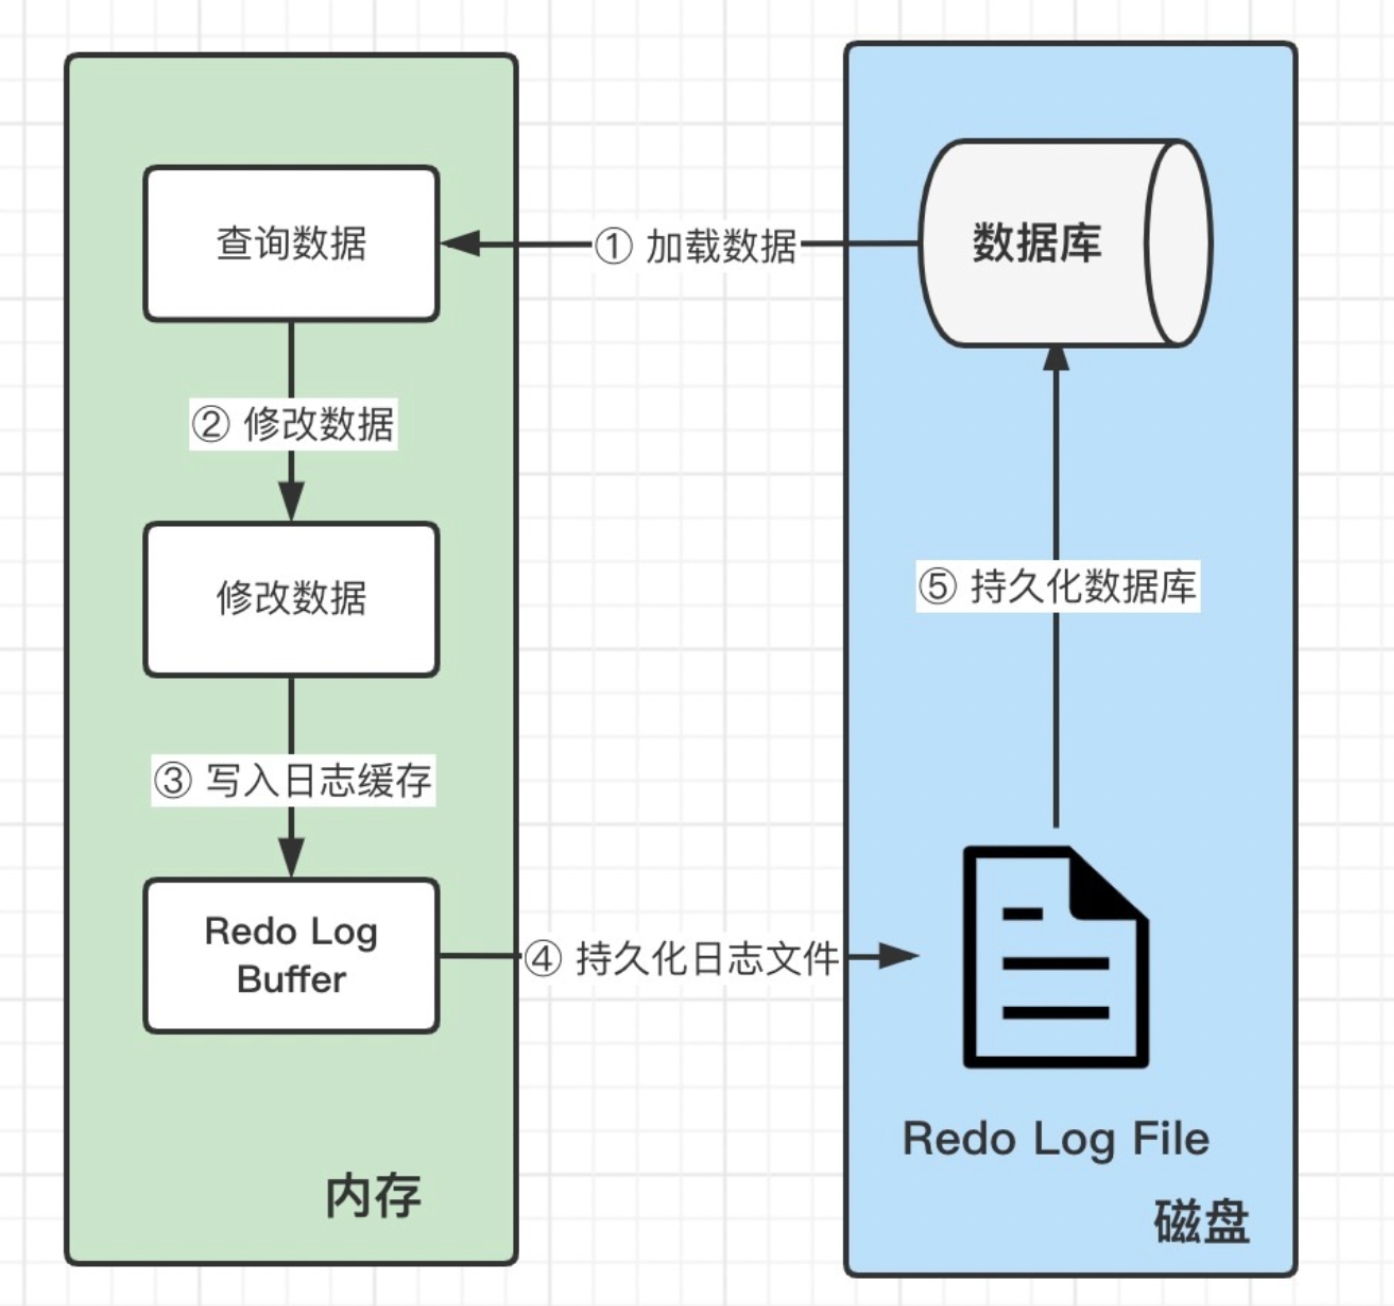 查询数据
① 加载数据
数据库
② 修改数据
修改数据
⑤ 持久化数据库
③ 写入日志缓存
Redo Log
Buffer
④ 持久化日志文件
Redo Log File
内存
磁盘